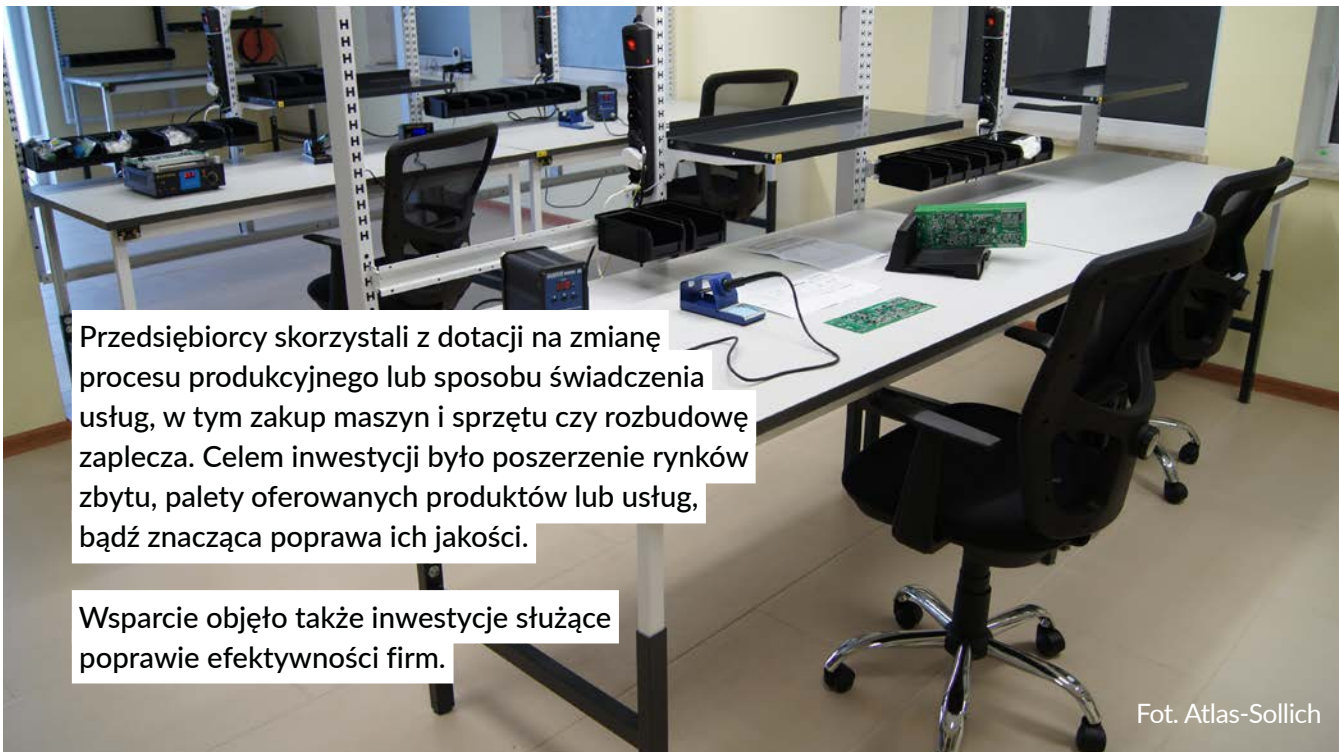 Przedsiębiorcy skorzystali z dotacji na zmianę
procesu produkcyjnego lub sposobu świadczenia
usług, w tym zakup maszyn i sprzętu czy rozbudowę
zaplecza. Celem inwestycji było poszerzenie rynków
zbytu, palety oferowanych produktów lub usług,
bądź znacząca poprawa ich jakości.
Wsparcie objęło także inwestycje służące
poprawie efektywności firm.
Fot. Atlas-Sollich